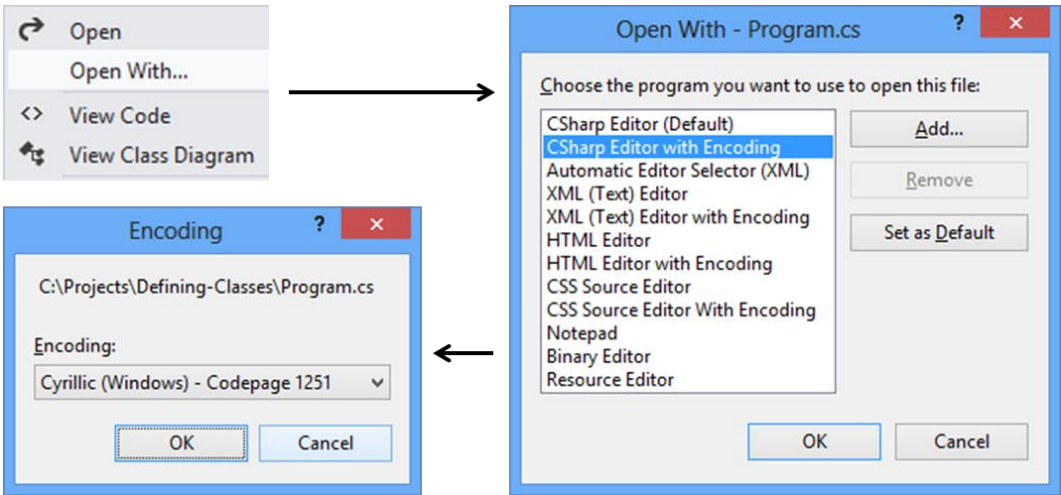 Open
Open With...
View Code
View Class Diagram
Open With - Program.cs
?
Choose the program you want to use to open this file:
CSharp Editor (Default)
CSharp Editor with Encoding
Automatic Editor Selector (XML)
XML (Text) Editor
XML (Text) Editor with Encoding
HTML Editor
HTML Editor with Encoding
CSS Source Editor
CSS Source Editor With Encoding
Notepad
Binary Editor
Resource Editor
Add...
Remove
Set as Default
OK
Cancel
Encoding
?
C:\Projects\Defining-Classes\Program.cs
Encoding:
Cyrillic (Windows) - Codepage 1251
OK
Cancel